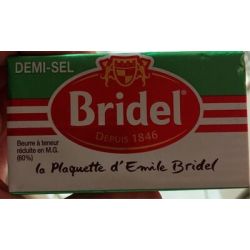 DEMI-SEL
Bridel
DEPUIS 1846
Beurre à teneur
réduite en M.G.
(60%)
la Plaquette d'Emile Bridel